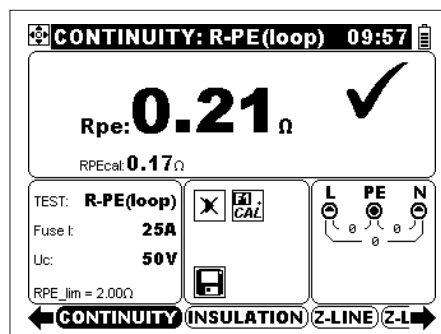 CONTINUITY: R-PE(loop) 09:57
Rpe: 0.21 Ω
RPEcal: 0.17Ω
TEST: R-PE(loop)
Fuse I: 25A
Uc: 50V
RPE_lim = 2.00Ω
F1 CAL
L PE N
0 0
0
CONTINUITY INSULATION Z-LINE Z-L